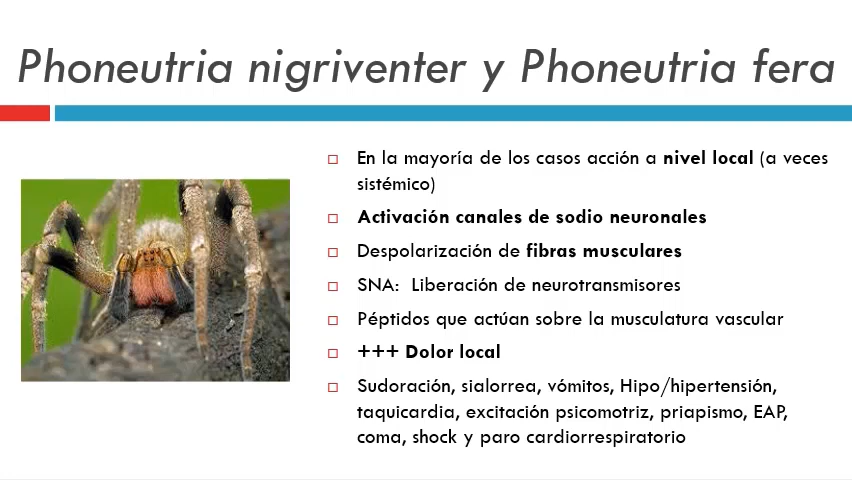 Phoneutria nigriventer y Phoneutria fera
En la mayoría de los casos acción a nivel local (a veces
sistémico)
Activación canales de sodio neuronales
Despolarización de fibras musculares
SNA: Liberación de neurotransmisores
Péptidos que actúan sobre la musculatura vascular
+++ Dolor local
Sudoración, sialorrea, vómitos, Hipo/hipertensión,
taquicardia, excitación psicomotriz, priapismo, EAP,
coma, shock y paro cardiorrespiratorio